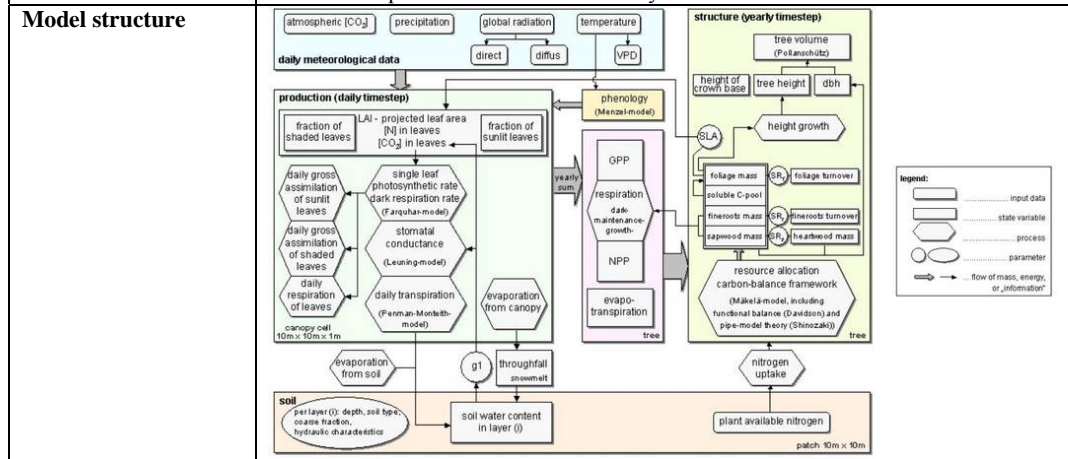 Model structure
atmospheric [CO2]
precipitation
global radiation
temperature
direct
diffus
VPD
daily meteorological data
structure (yearly timestep)
tree volume
(Pollanschütz)
height of
crown base
tree height
dbh
height growth
production (daily timestep)
LAI - projected leaf area
[N] in leaves
[CO2] in leaves
fraction of
shaded leaves
fraction of
sunlit leaves
phenology
(Menzel-model)
SLA
daily gross
assimilation
of sunlit
leaves
daily gross
assimilation
of shaded
leaves
daily
respiration
of leaves
single leaf
photosynthetic rate
dark respiration rate
(Farquhar-model)
stomatal
conductance
(Leuning-model)
daily transpiration
(Penman-Monteith-
model)
evaporation
from canopy
canopy cell
10m x 10m x 1m
yearly
sum
GPP
respiration
dark-
maintenance-
growth-
NPP
evapo-
transpiration
tree
foliage mass
soluble C-pool
fineroots mass
sapwood mass
foliage turnover
fineroots turnover
heartwood mass
resource allocation
carbon-balance framework
(Mäkelä-model, including
functional balance (Davidson) and
pipe-model theory (Shinozaki))
tree
evaporation
from soil
g1
throughfall
snowmelt
nitrogen
uptake
soil
per layer (i): depth, soil type,
coarse fraction,
hydraulic characteristics
soil water content
in layer (i)
plant available nitrogen
patch 10m x 10m
legend:
input data
state variable
process
parameter
... flow of mass, energy,
or „information"